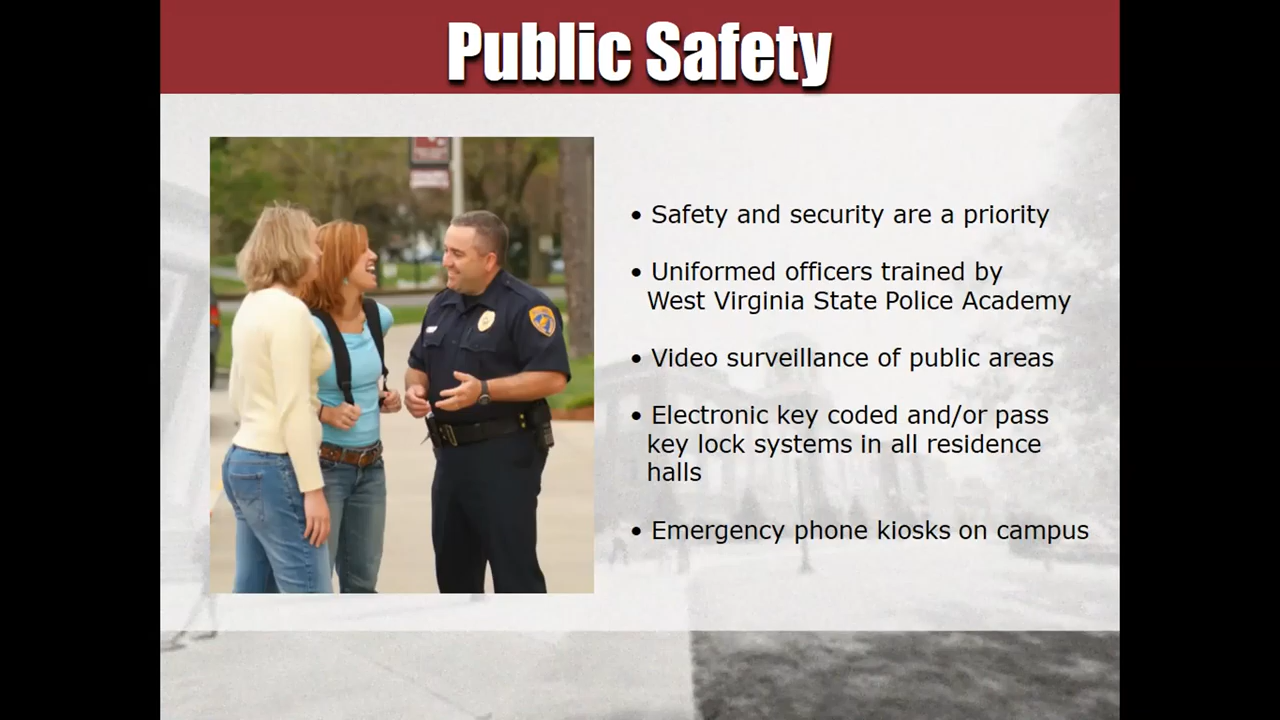 Public Safety
• Safety and security are a priority
• Uniformed officers trained by
West Virginia State Police Academy
• Video surveillance of public areas
• Electronic key coded and/or pass
key lock systems in all residence
halls
• Emergency phone kiosks on campus